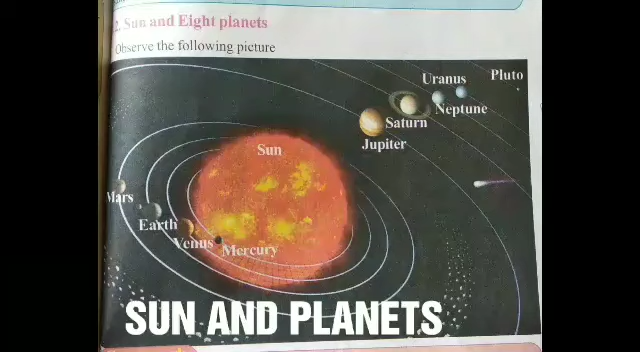 2. Sun and Eight planets
Observe the following picture
Uranus
Pluto
Neptune
Saturn
Jupiter
Sun
Mars
Earth
Venus
Mercury
SUN AND PLANETS